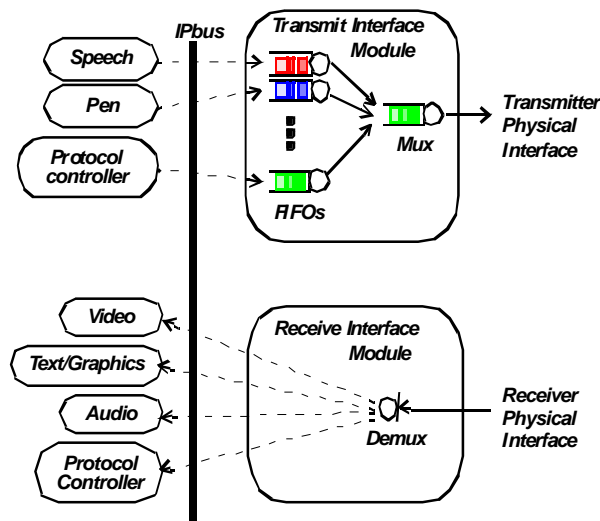 IPbus
Transmit Interface
Module
Speech
Pen
Protocol
controller
FIFOs
Mux
Transmitter
Physical
Interface
Video
Text/Graphics
Audio
Protocol
Controller
Receive Interface
Module
Demux
Receiver
Physical
Interface